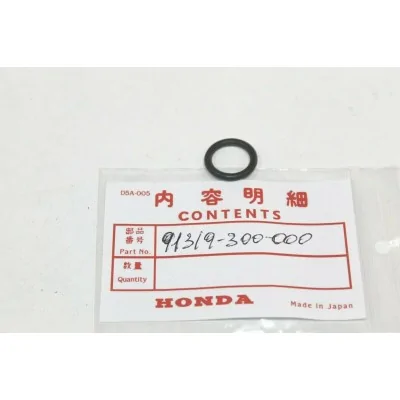 DSA-005
内容明細
CONTENTS
部品
番号
Part No.
91319-300-000
数量
Quantity
HONDA
Made in Japan